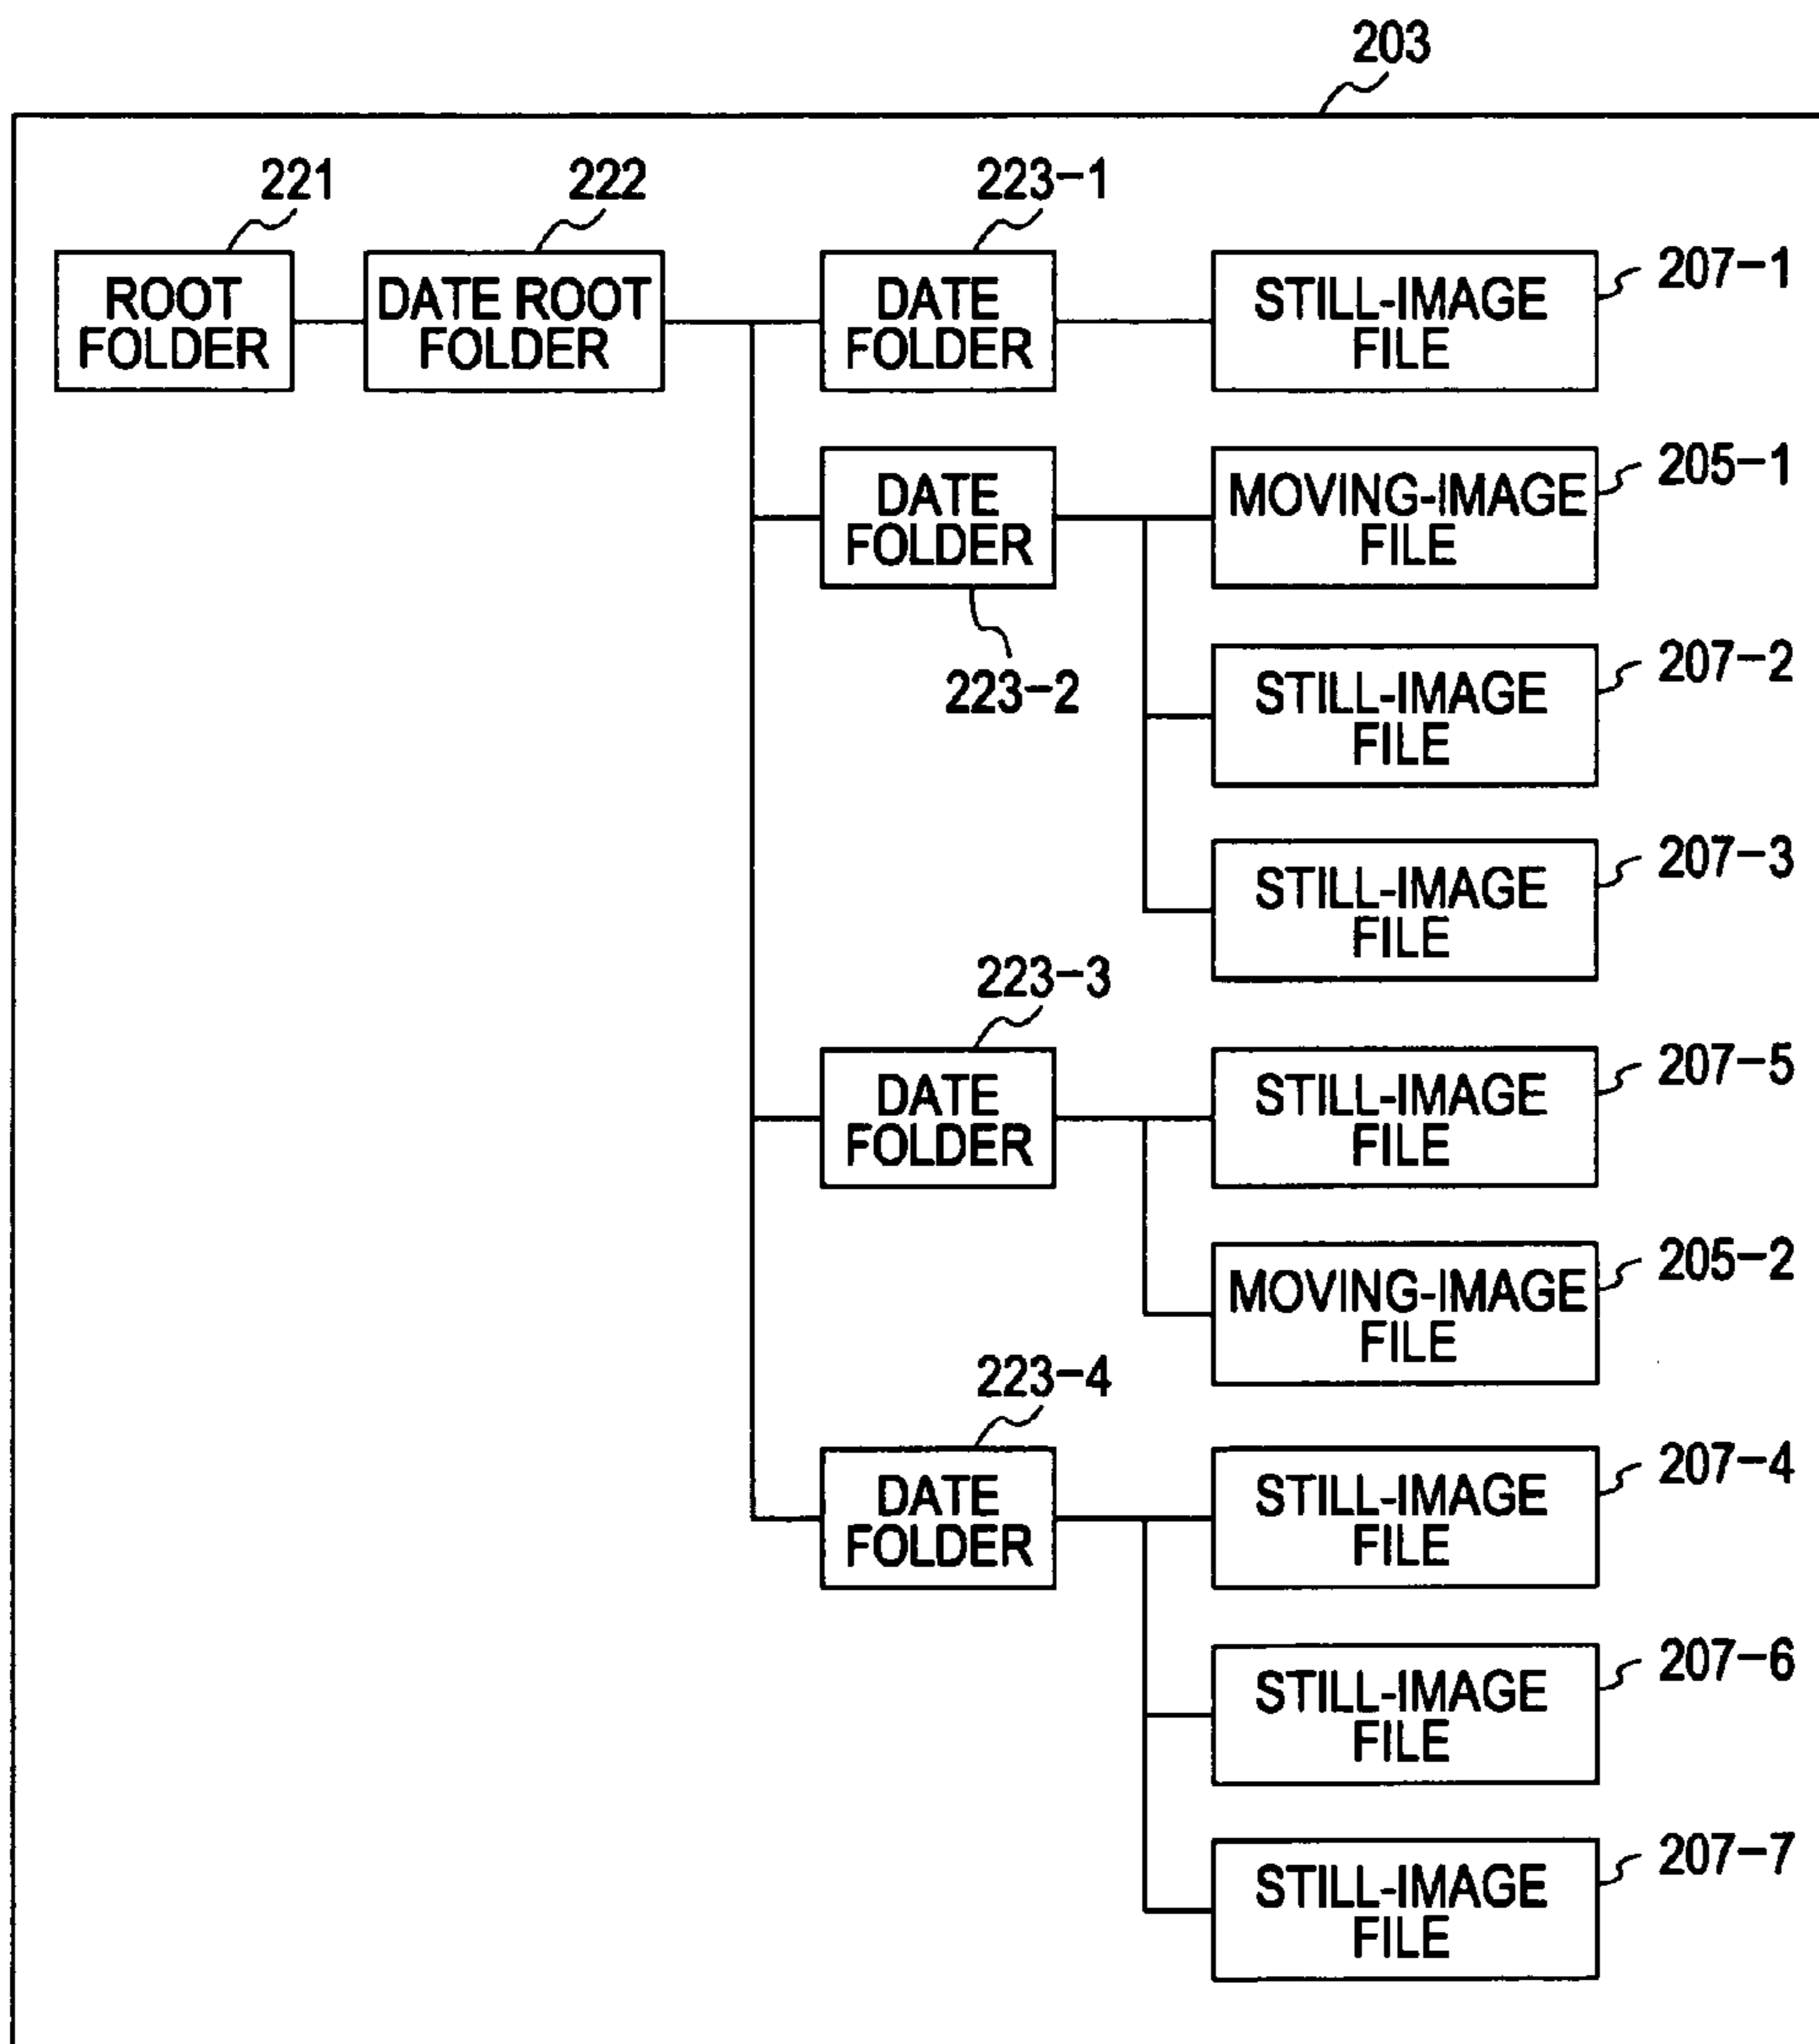 203
221
222
223-1
207-1
ROOT
FOLDER
DATE ROOT
FOLDER
DATE
FOLDER
STILL-IMAGE
FILE
205-1
DATE
FOLDER
MOVING-IMAGE
FILE
223-2
207-2
STILL-IMAGE
FILE
207-3
STILL-IMAGE
FILE
223-3
207-5
DATE
FOLDER
STILL-IMAGE
FILE
205-2
MOVING-IMAGE
FILE
223-4
207-4
DATE
FOLDER
STILL-IMAGE
FILE
207-6
STILL-IMAGE
FILE
207-7
STILL-IMAGE
FILE